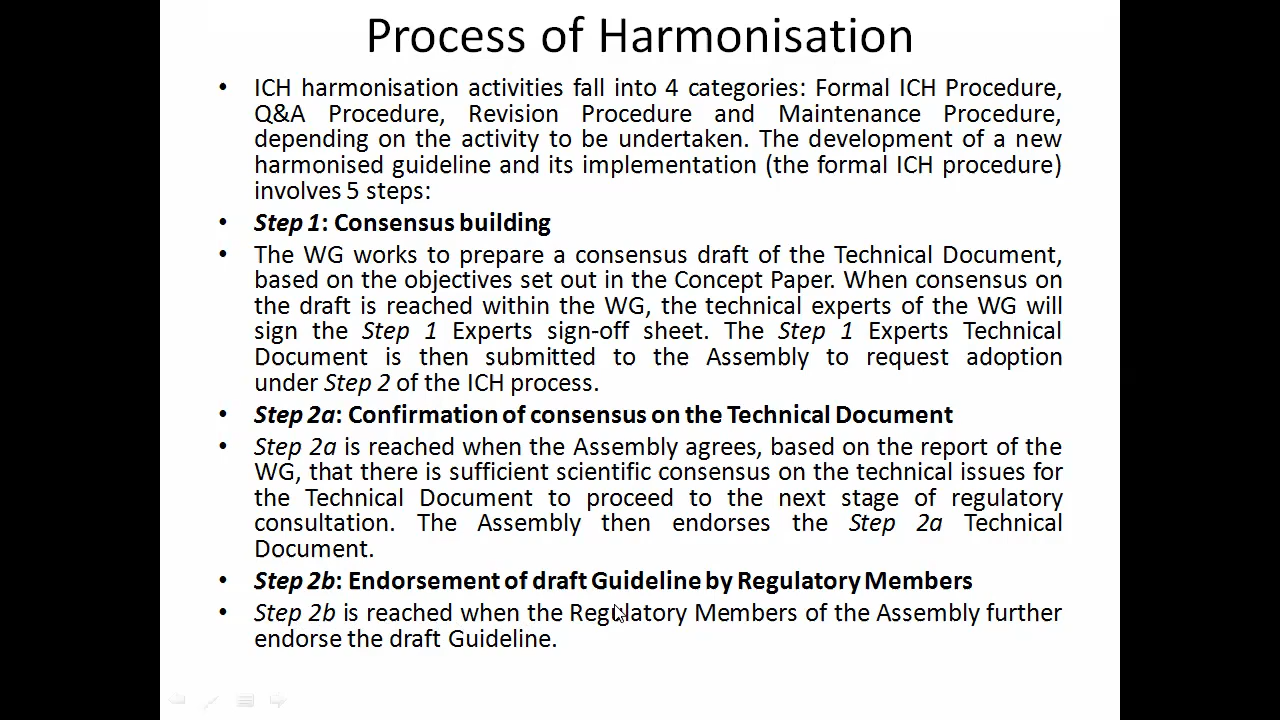 Process of Harmonisation
• ICH harmonisation activities fall into 4 categories: Formal ICH Procedure,
Q&A Procedure, Revision Procedure and Maintenance Procedure,
depending on the activity to be undertaken. The development of a new
harmonised guideline and its implementation (the formal ICH procedure)
involves 5 steps:
• Step 1: Consensus building
• The WG works to prepare a consensus draft of the Technical Document,
based on the objectives set out in the Concept Paper. When consensus on
the draft is reached within the WG, the technical experts of the WG will
sign the Step 1 Experts sign-off sheet. The Step 1 Experts Technical
Document is then submitted to the Assembly to request adoption
under Step 2 of the ICH process.
• Step 2a: Confirmation of consensus on the Technical Document
• Step 2a is reached when the Assembly agrees, based on the report of the
WG, that there is sufficient scientific consensus on the technical issues for
the Technical Document to proceed to the next stage of regulatory
consultation. The Assembly then endorses the Step 2a Technical
Document.
• Step 2b: Endorsement of draft Guideline by Regulatory Members
• Step 2b is reached when the Regulatory Members of the Assembly further
endorse the draft Guideline.